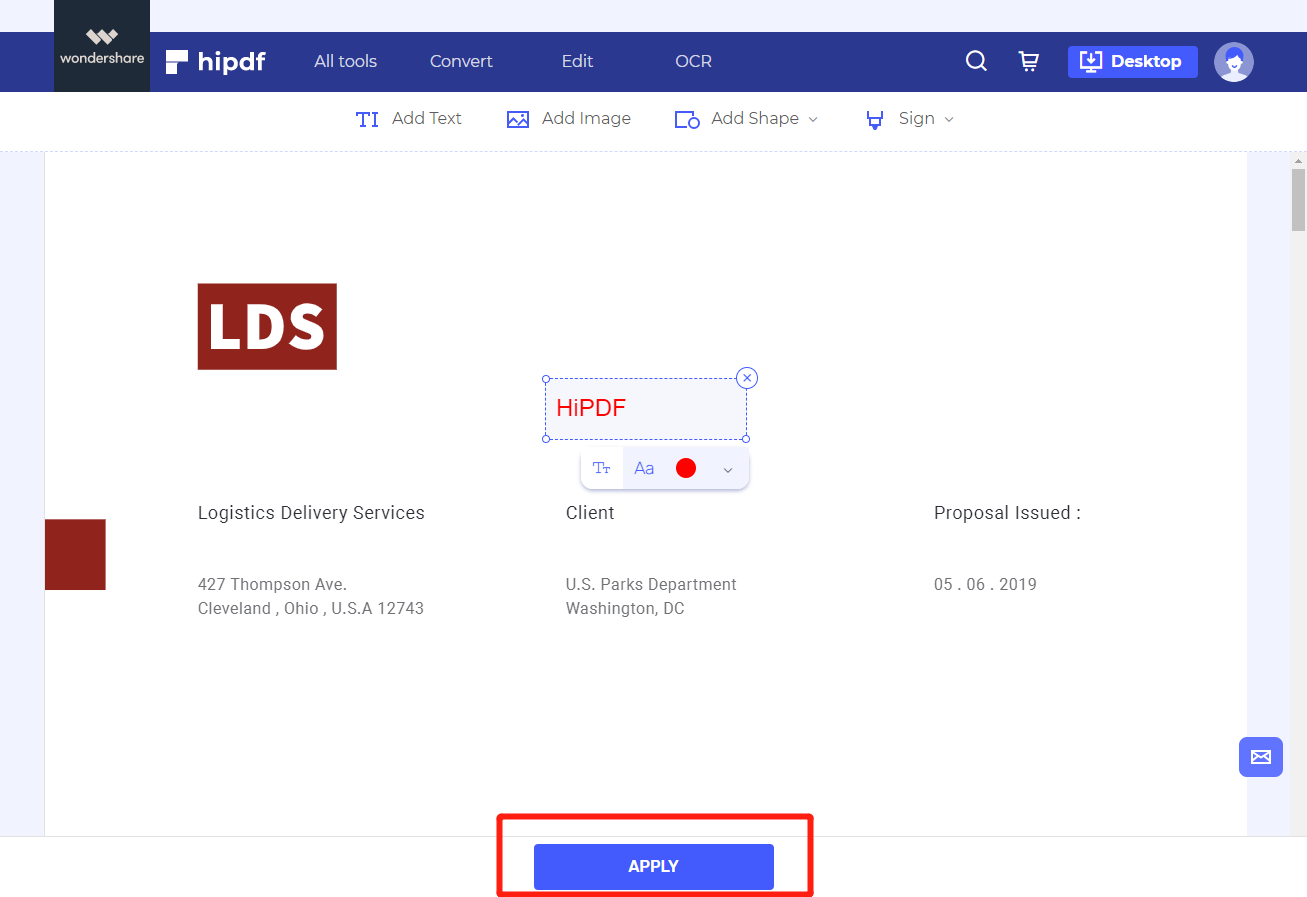 wondershare
hipdf
All tools
Convert
Edit
OCR
Desktop
Add Text
Add Image
Add Shape
Sign
LDS
HiPDF
TT
Aa
Logistics Delivery Services
Client
Proposal Issued :
427 Thompson Ave.
Cleveland , Ohio , U.S.A 12743
U.S. Parks Department
Washington, DC
05 . 06 . 2019
APPLY